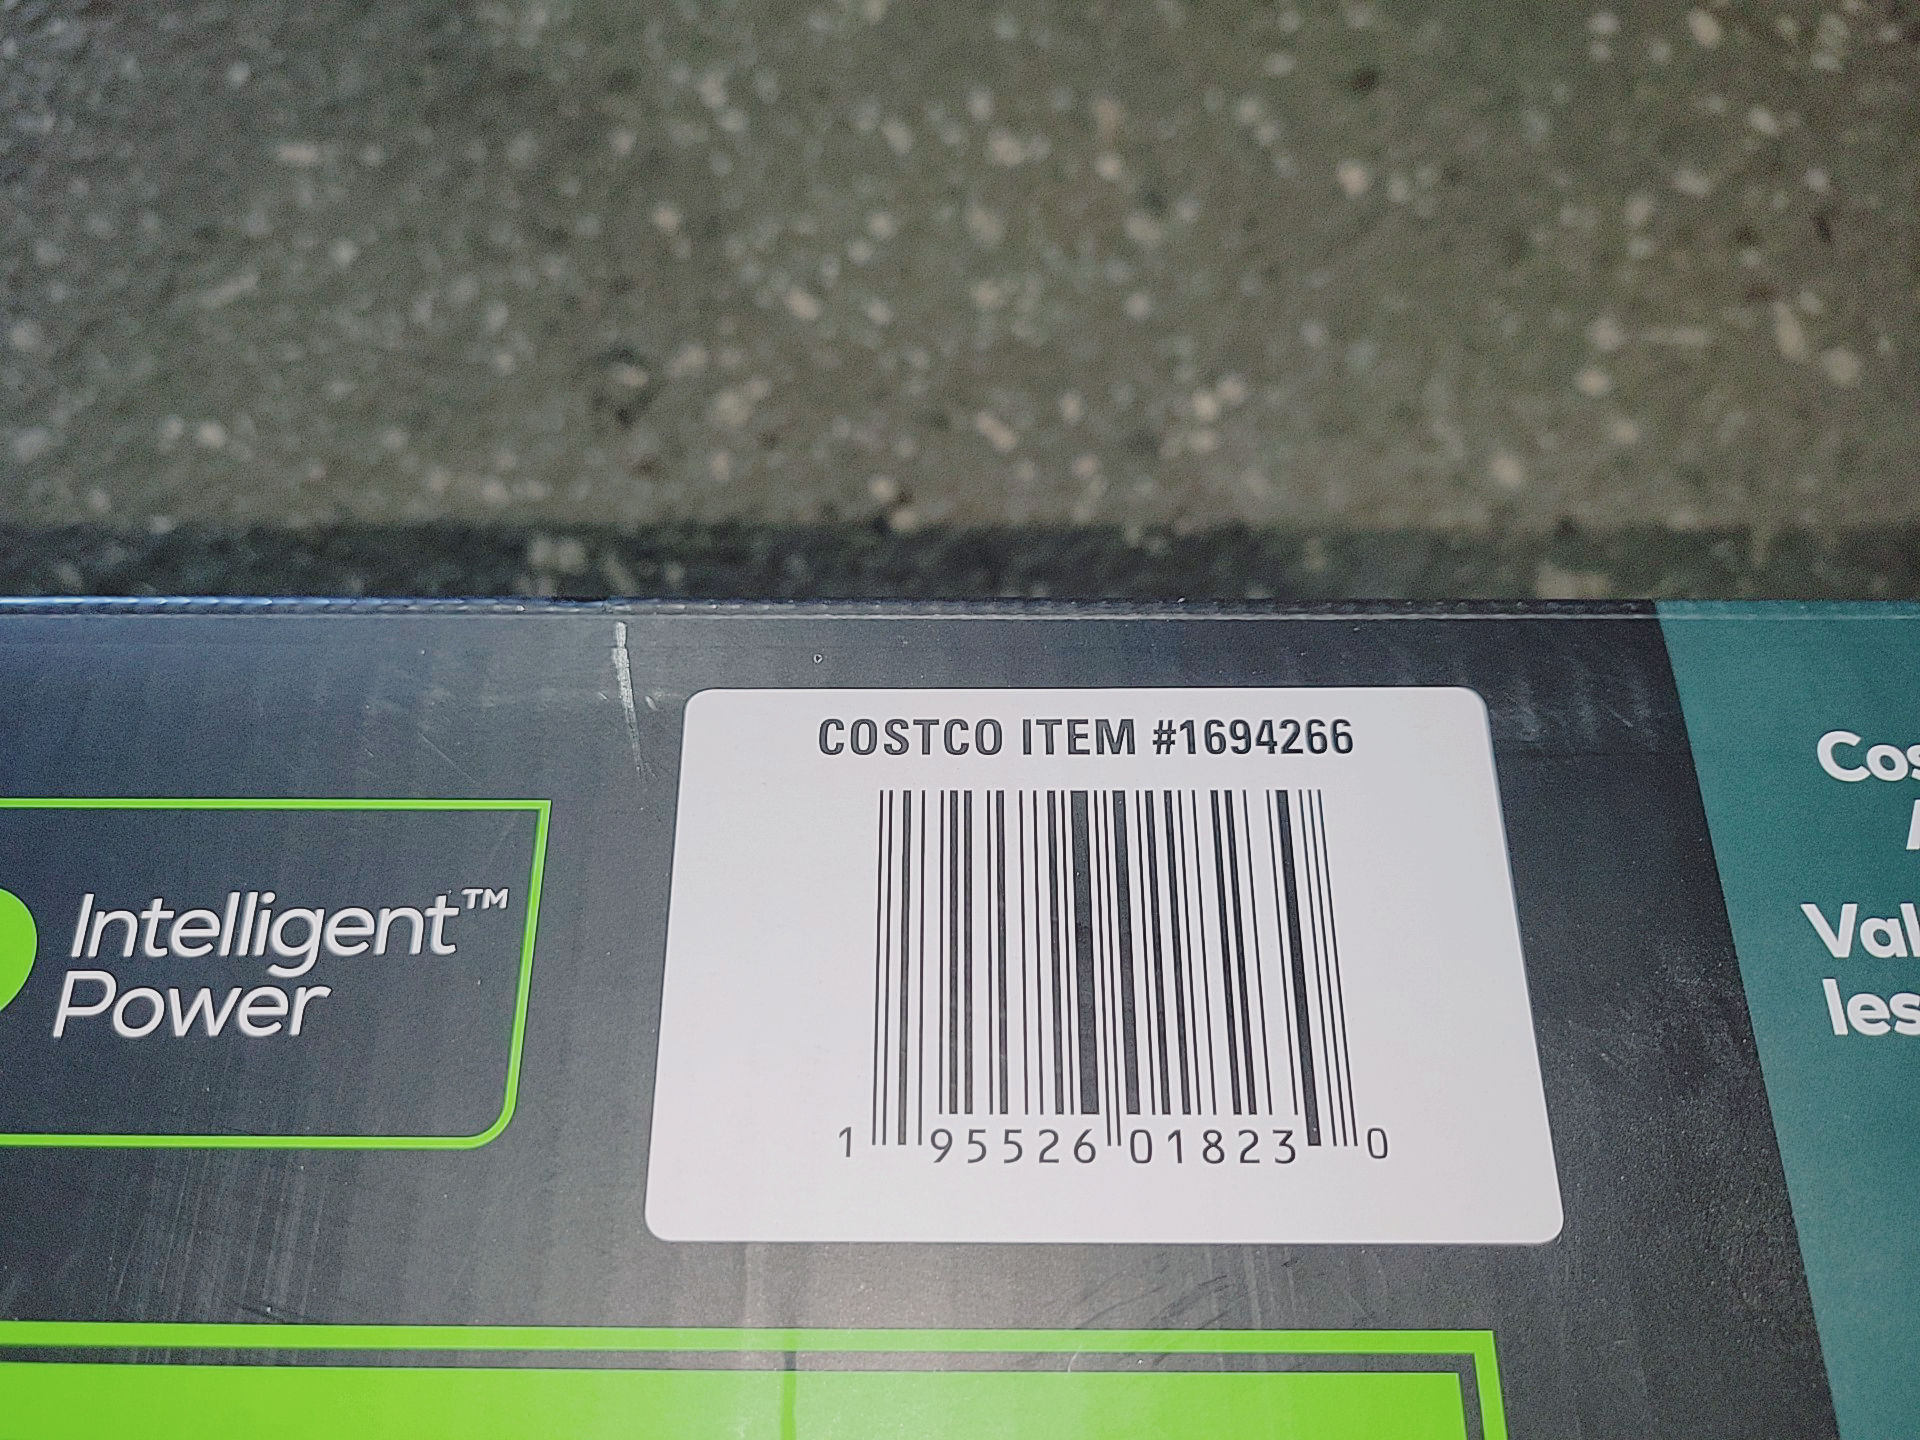 COSTCO ITEM #1694266
1 95526 01823 0
Intelligent™
Power